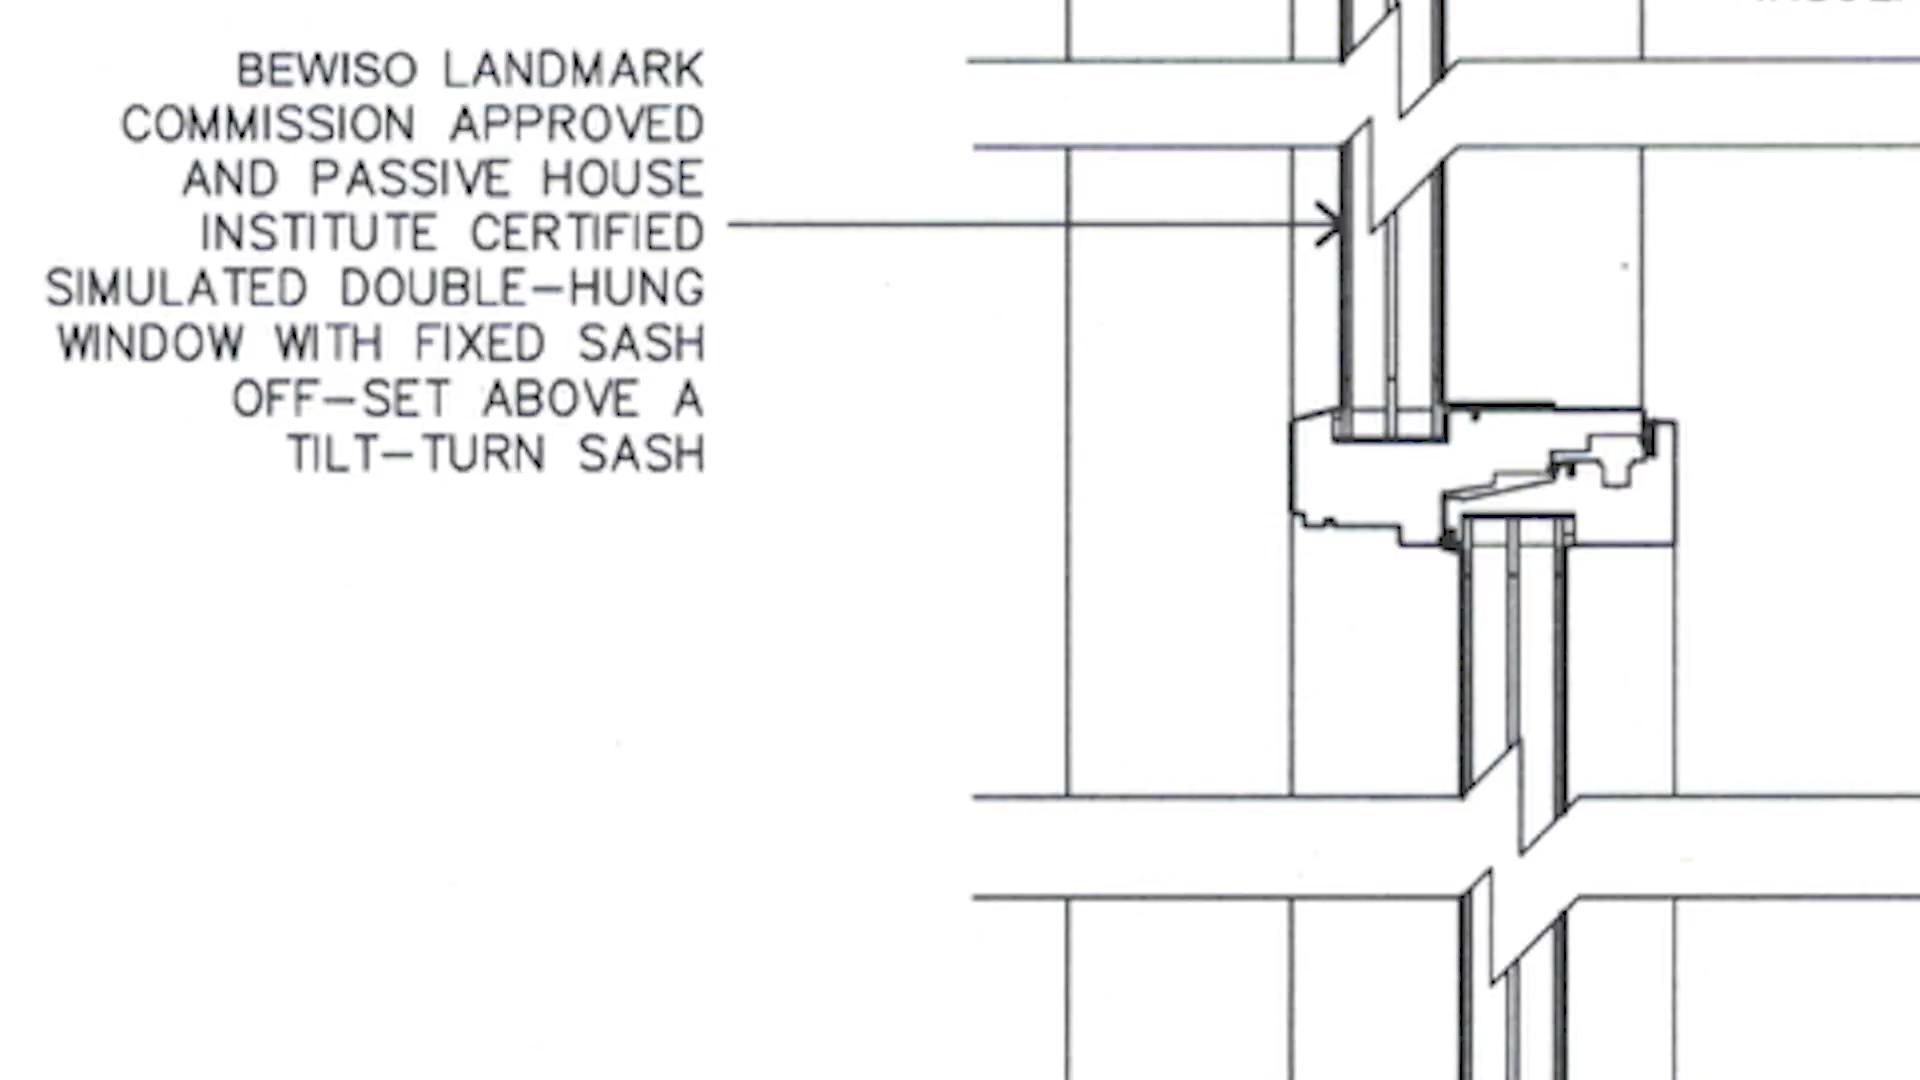 BEWISO LANDMARK
COMMISSION APPROVED
AND PASSIVE HOUSE
INSTITUTE CERTIFIED
SIMULATED DOUBLE-HUNG
WINDOW WITH FIXED SASH
OFF-SET ABOVE A
TILT-TURN SASH